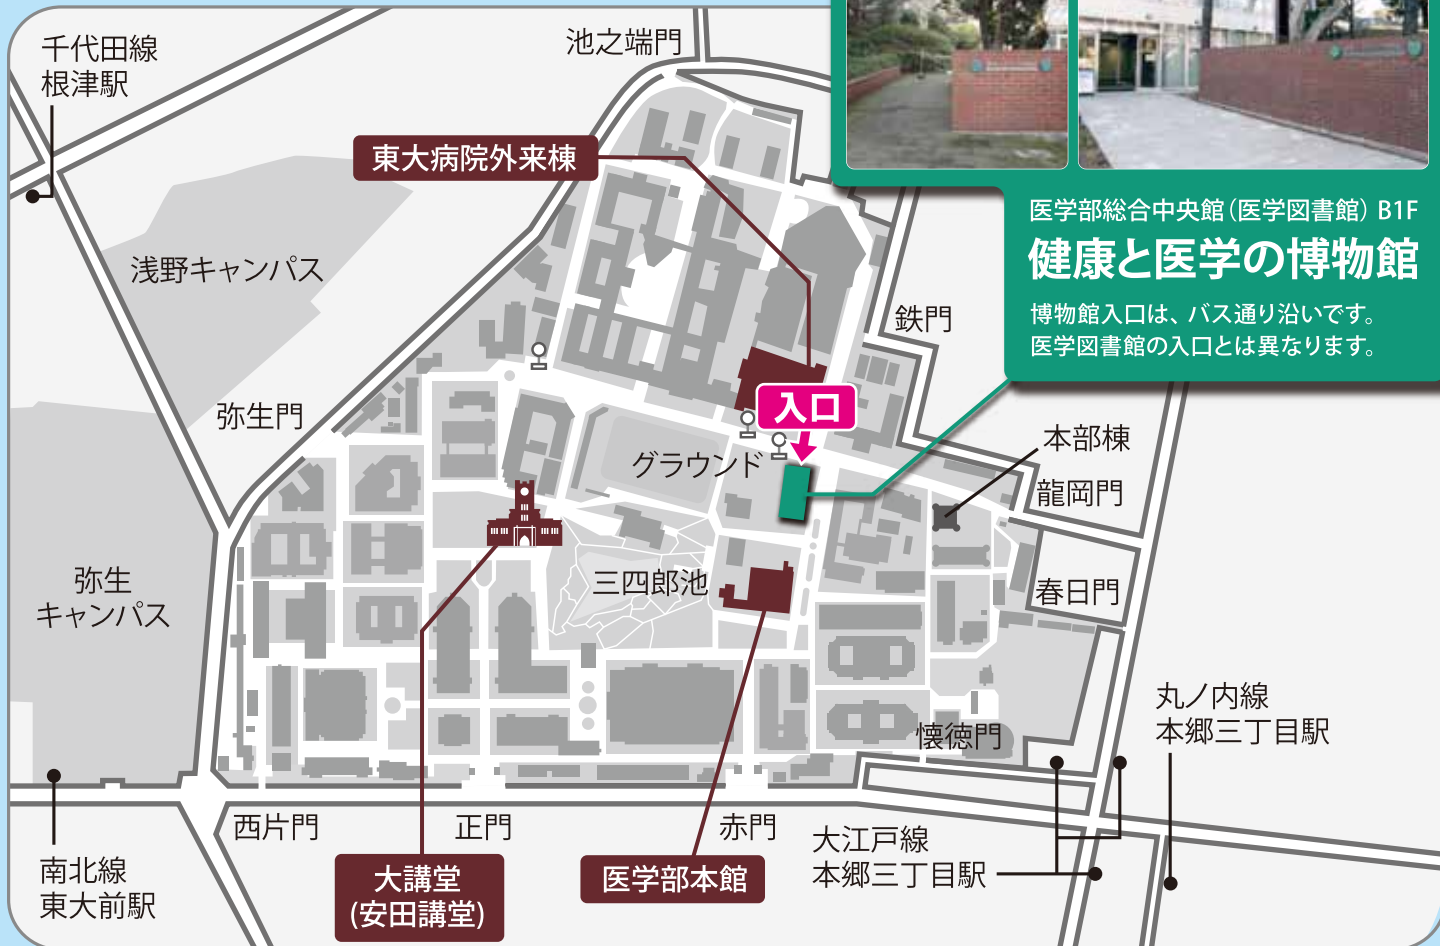 千代田線
根津駅
池之端門
東大病院外来棟
医学部総合中央館（医学図書館）B1F
健康と医学の博物館
博物館入口は、バス通り沿いです。
医学図書館の入口とは異なります。
浅野キャンパス
鉄門
弥生門
入口
本部棟
グラウンド
龍岡門
弥生
キャンパス
三四郎池
春日門
丸ノ内線
本郷三丁目駅
懐徳門
西片門
正門
赤門
大江戸線
本郷三丁目駅
南北線
東大前駅
大講堂
(安田講堂)
医学部本館